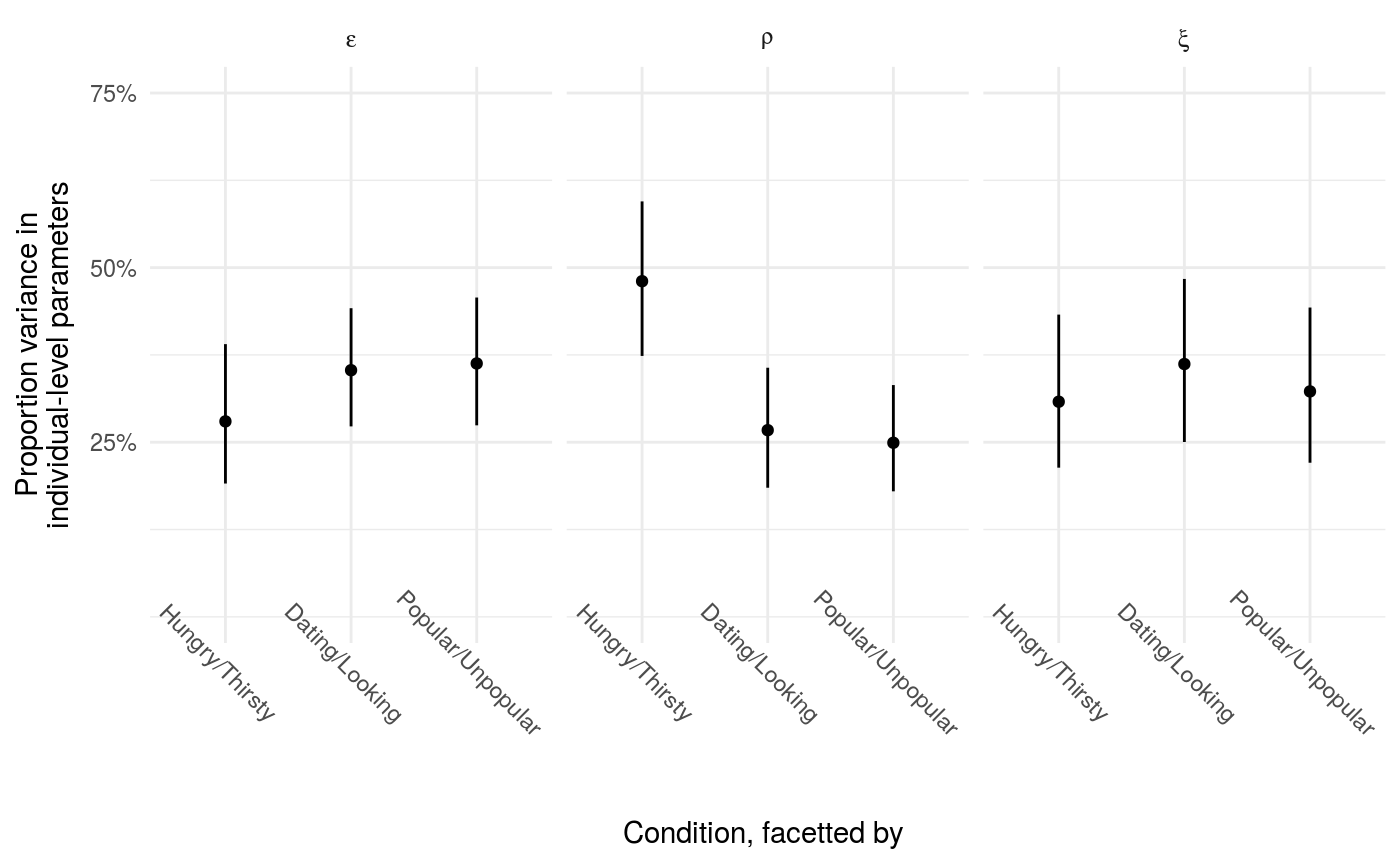 ε
ρ
ξ
75%
50%
25%
Proportion variance in
individual-level parameters
Hungry/Thirsty
Dating/Looking
Popular/Unpopular
Hungry/Thirsty
Dating/Looking
Popular/Unpopular
Hungry/Thirsty
Dating/Looking
Popular/Unpopular
Condition, facetted by